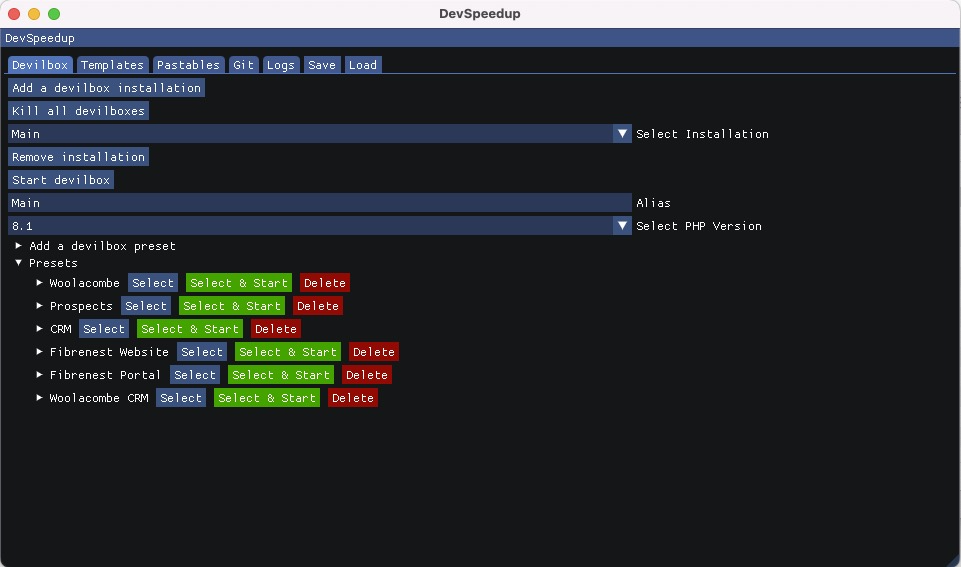 DevSpeedup
DevSpeedup
Devilbox Templates Pastables Git Logs Save Load
Add a devilbox installation
Kill all devilboxes
Main Select Installation
Remove installation
Start devilbox
Main Alias
8.1 Select PHP Version
Add a devilbox preset
Presets
Woolacombe Select Select & Start Delete
Prospects Select Select & Start Delete
CRM Select Select & Start Delete
Fibrenest Website Select Select & Start Delete
Fibrenest Portal Select Select & Start Delete
Woolacombe CRM Select Select & Start Delete